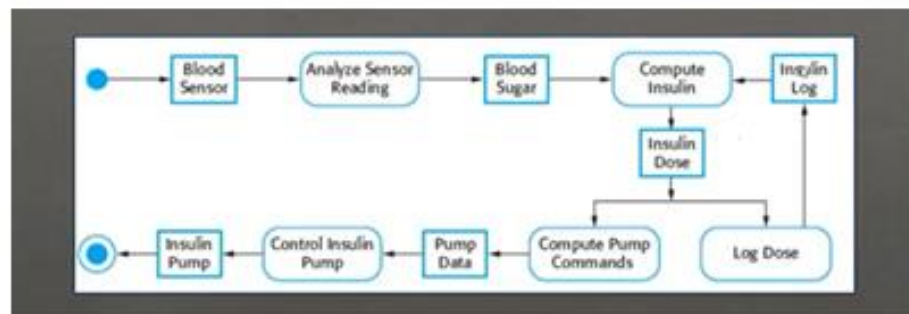 Blood
Sensor
Analyze Sensor
Reading
Blood
Sugar
Compute
Insulin
Insulin
Log
Insulin
Dose
Insulin
Pump
Control Insulin
Pump
Pump
Data
Compute Pump
Commands
Log Dose